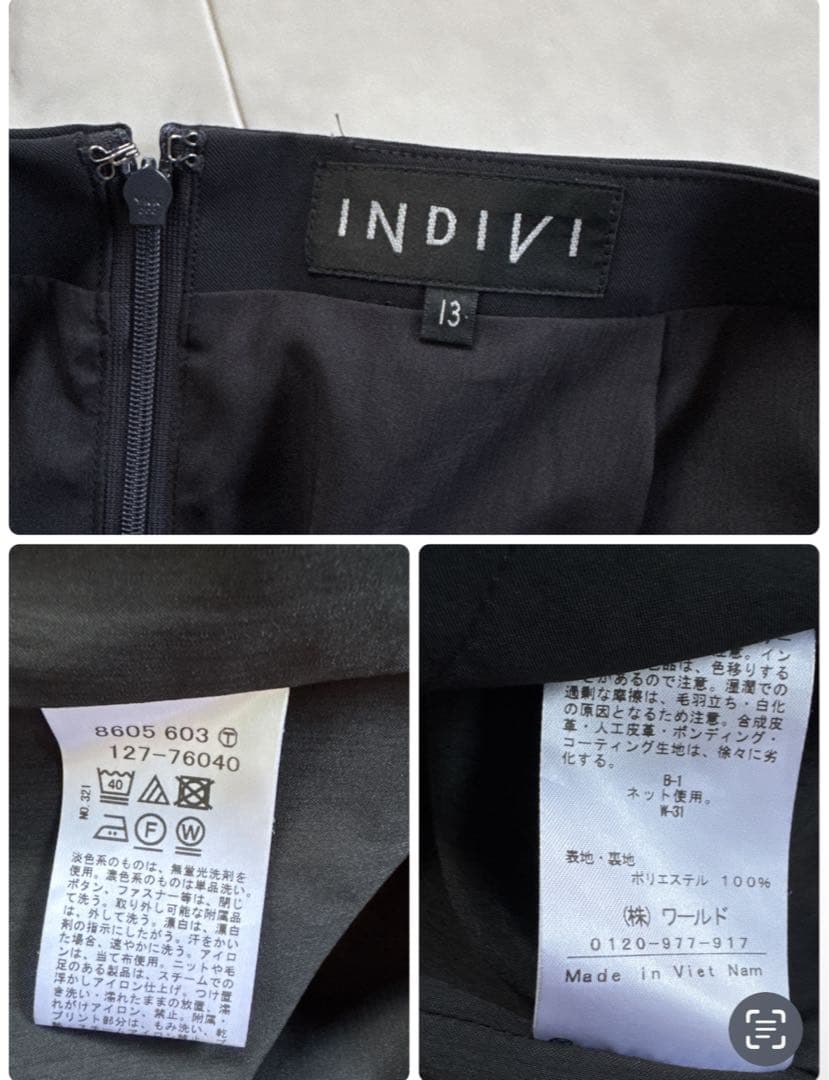 INDIVI
13
8605 603 Ⓣ
127-76040
NO.321
40
F W
淡色系のものは、無蛍光洗剤を
使用。濃色系のものは単品洗い。
ボタン、ファスナー等は、閉じ
て洗う。取り外し可能な附属品
は、外して洗う。漂白は、漂白
剤の指示にしたがう。汗をかい
た場合、速やかに洗う。アイロ
ンは、当て布使用。ニットや毛
足のある製品は、スチームでの
浮かしアイロン仕上げ。つけ置
き洗い・濡れたままの放置、濡
れがけアイロン、禁止。附属・
プリント部分は、もみ洗い、乾
意。イン
品は、色移りする
とがあるので注意。湿潤での
過剰な摩擦は、毛羽立ち・白化
の原因となるため注意。合成皮
革・人工皮革・ボンディング・
コーティング生地は、徐々に劣
化する。
B-1
ネット使用。
W-31
表地・裏地
ポリエステル 100%
(株) ワールド
0120-977-917
Made in Viet Nam